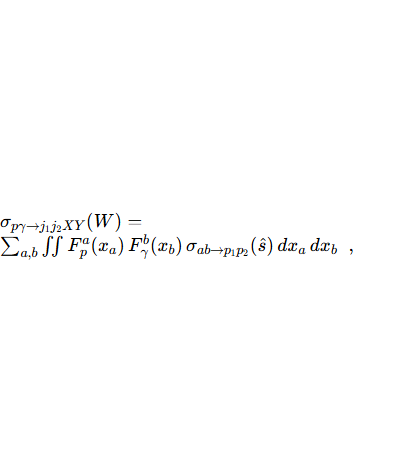 σ_{pγ→j₁j₂XY}(W) =
∑_{a,b} ∬ F_p^a(x_a) F_γ^b(x_b) σ_{ab→p₁p₂}(ŝ) dx_a dx_b ,